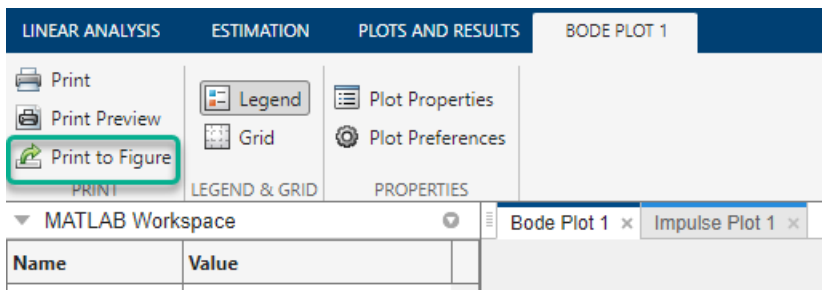 LINEAR ANALYSIS ESTIMATION PLOTS AND RESULTS BODE PLOT 1
Print
Print Preview
Print to Figure
PRINT
Legend
Grid
LEGEND & GRID
Plot Properties
Plot Preferences
PROPERTIES
MATLAB Workspace
Name Value
Bode Plot 1 × Impulse Plot 1 ×